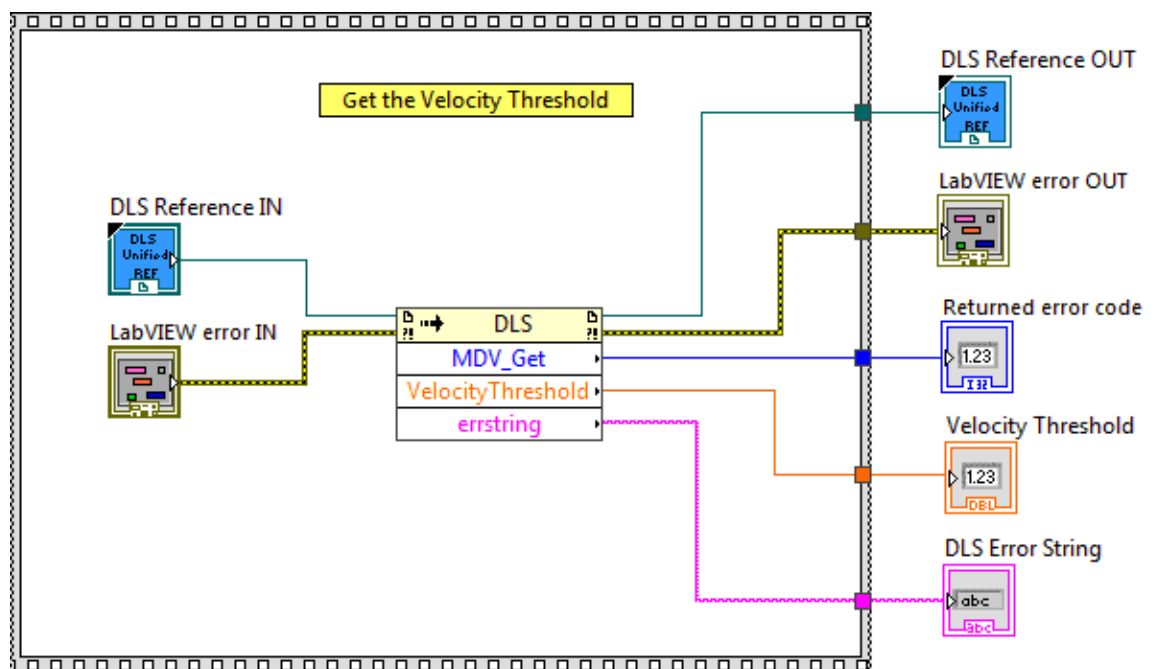 Get the Velocity Threshold
DLS Reference IN
DLS
Unified
REF
LabVIEW error IN
?! DLS ?!
MDV_Get
VelocityThreshold
errstring
DLS Reference OUT
DLS
Unified
REF
LabVIEW error OUT
Returned error code
1.23
I32
Velocity Threshold
1.23
DBL
DLS Error String
abc
abc